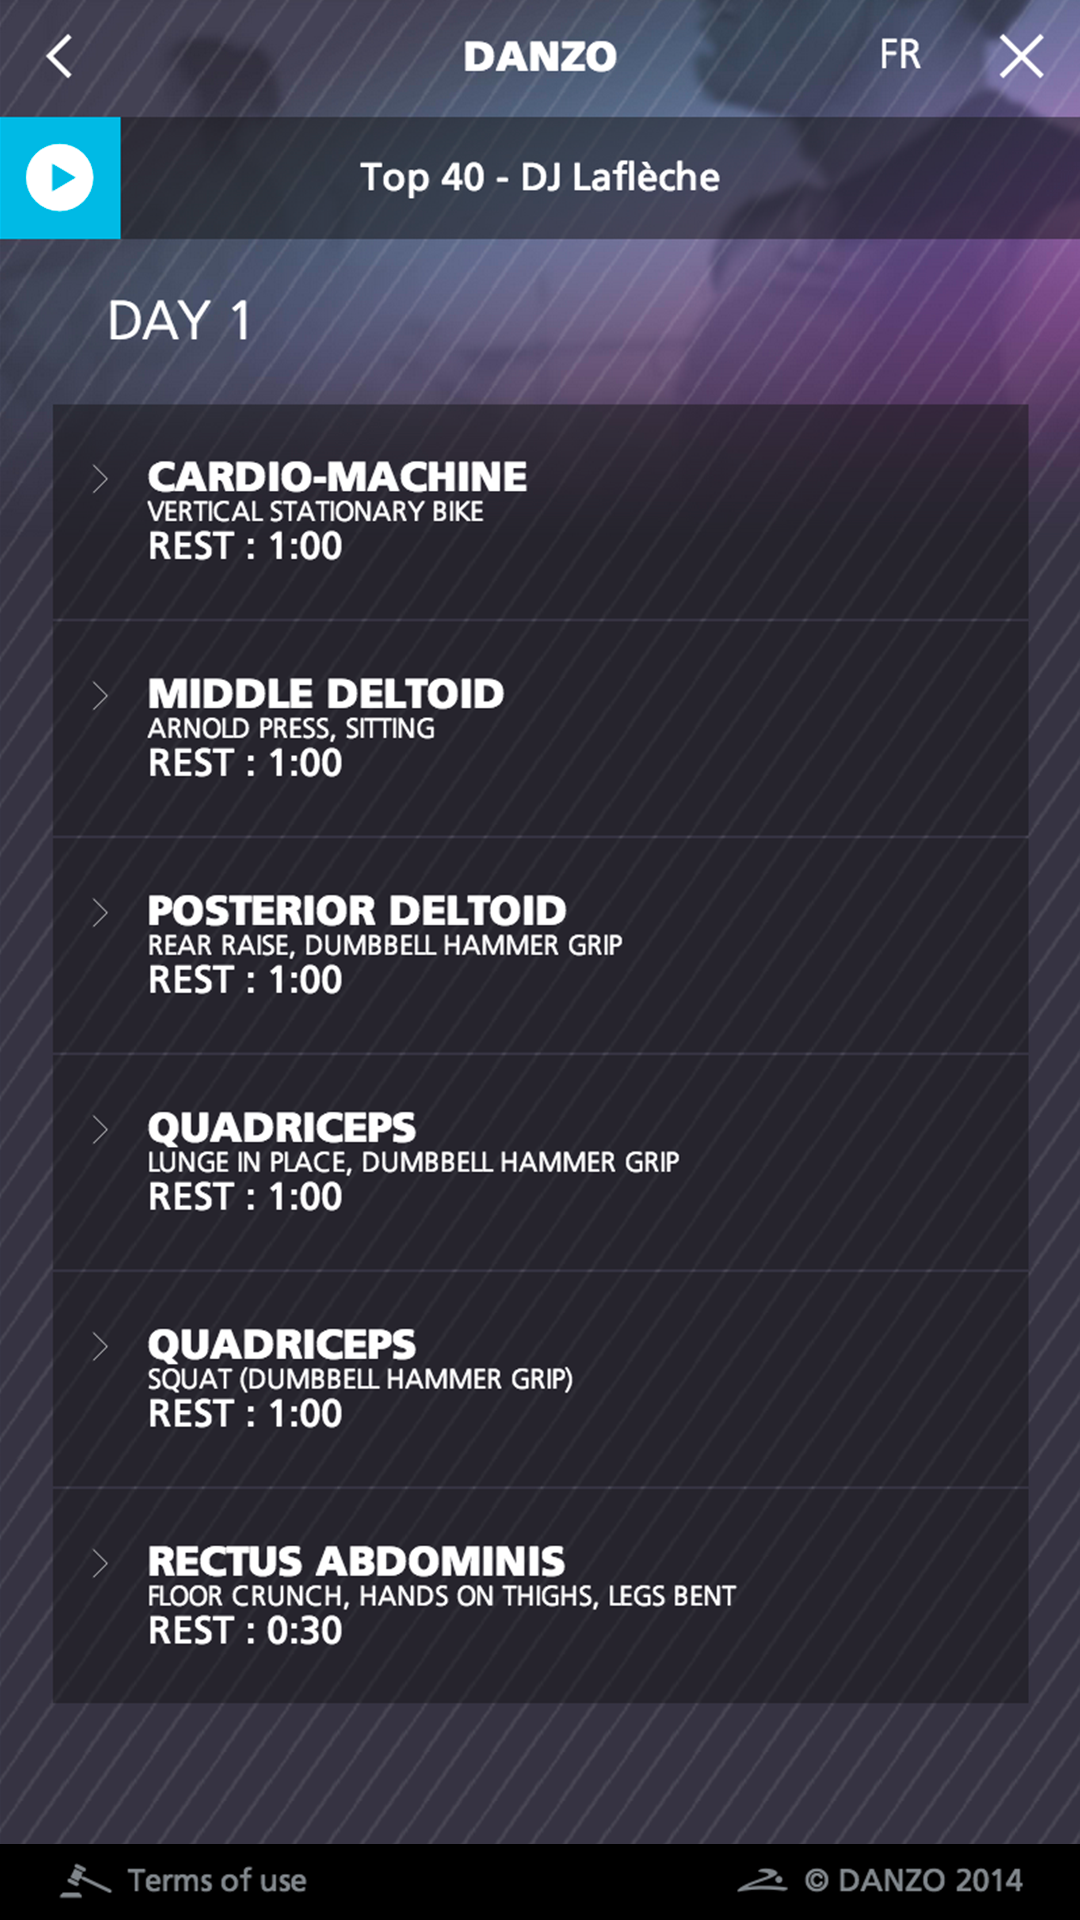 DANZO
FR
Top 40 - DJ Laflèche
DAY 1
CARDIO-MACHINE
VERTICAL STATIONARY BIKE
REST : 1:00
MIDDLE DELTOID
ARNOLD PRESS, SITTING
REST : 1:00
POSTERIOR DELTOID
REAR RAISE, DUMBBELL HAMMER GRIP
REST : 1:00
QUADRICEPS
LUNGE IN PLACE, DUMBBELL HAMMER GRIP
REST : 1:00
QUADRICEPS
SQUAT (DUMBBELL HAMMER GRIP)
REST : 1:00
RECTUS ABDOMINIS
FLOOR CRUNCH, HANDS ON THIGHS, LEGS BENT
REST : 0:30
Terms of use
© DANZO 2014